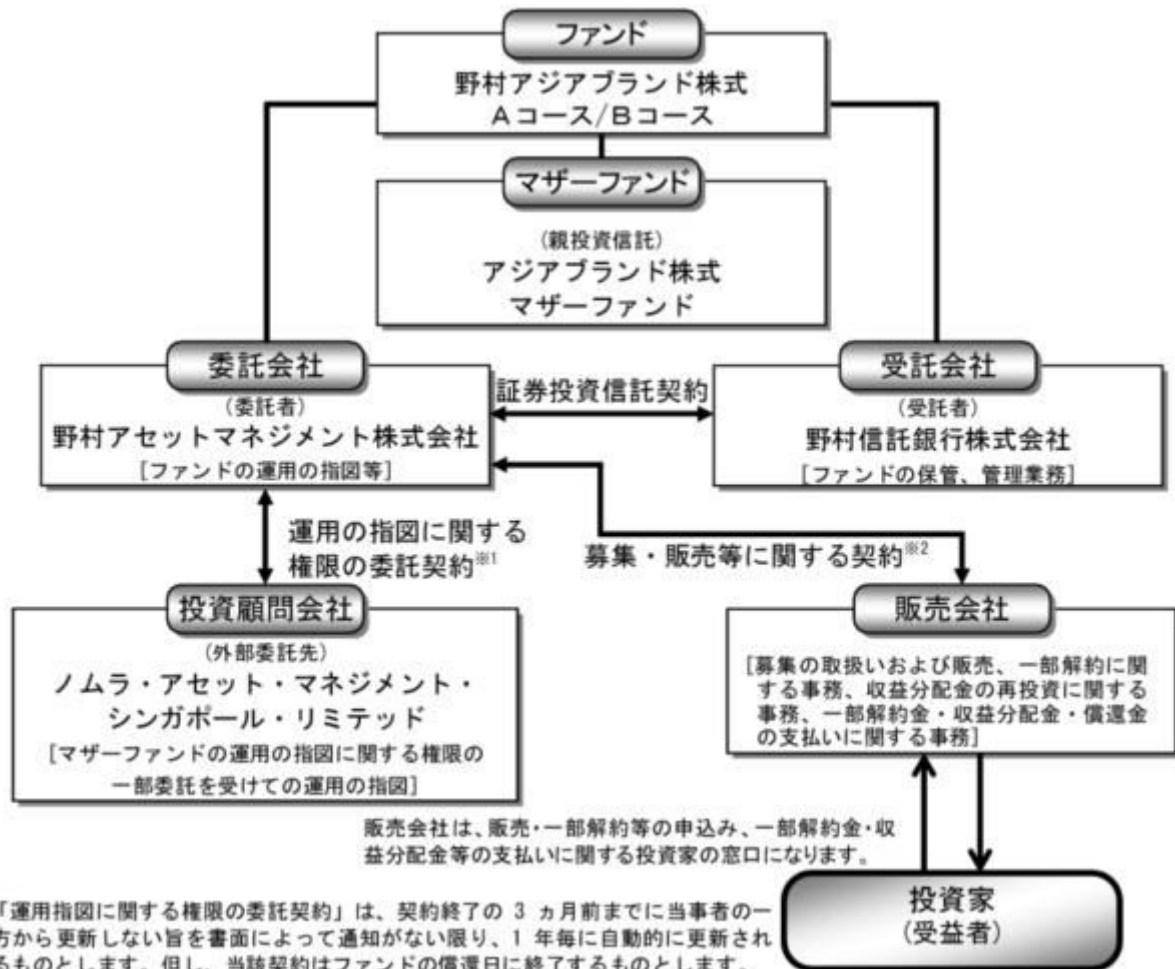 ファンド
野村アジアブランド株式
Aコース/Bコース
マザーファンド
(親投資信託)
アジアブランド株式
マザーファンド
委託会社
(委託者)
野村アセットマネジメント株式会社
[ファンドの運用の指図等]
証券投資信託契約
受託会社
(受託者)
野村信託銀行株式会社
[ファンドの保管、管理業務]
運用の指図に関する
権限の委託契約※1
募集・販売等に関する契約※2
投資顧問会社
(外部委託先)
ノムラ・アセット・マネジメント・
シンガポール・リミテッド
[マザーファンドの運用の指図に関する権限の
一部委託を受けての運用の指図]
販売会社
[募集の取扱いおよび販売、一部解約に関
する事務、収益分配金の再投資に関する
事務、一部解約金・収益分配金・償還金
の支払いに関する事務]
販売会社は、販売・一部解約等の申込み、一部解約金・収
益分配金等の支払いに関する投資家の窓口になります。
投資家
(受益者)
「運用指図に関する権限の委託契約」は、契約終了の 3 ヵ月前までに当事者の一
方から更新しない旨を書面によって通知がない限り、1 年毎に自動的に更新され
るものとします。但し、当該契約はファンドの償還日に終了するものとします。